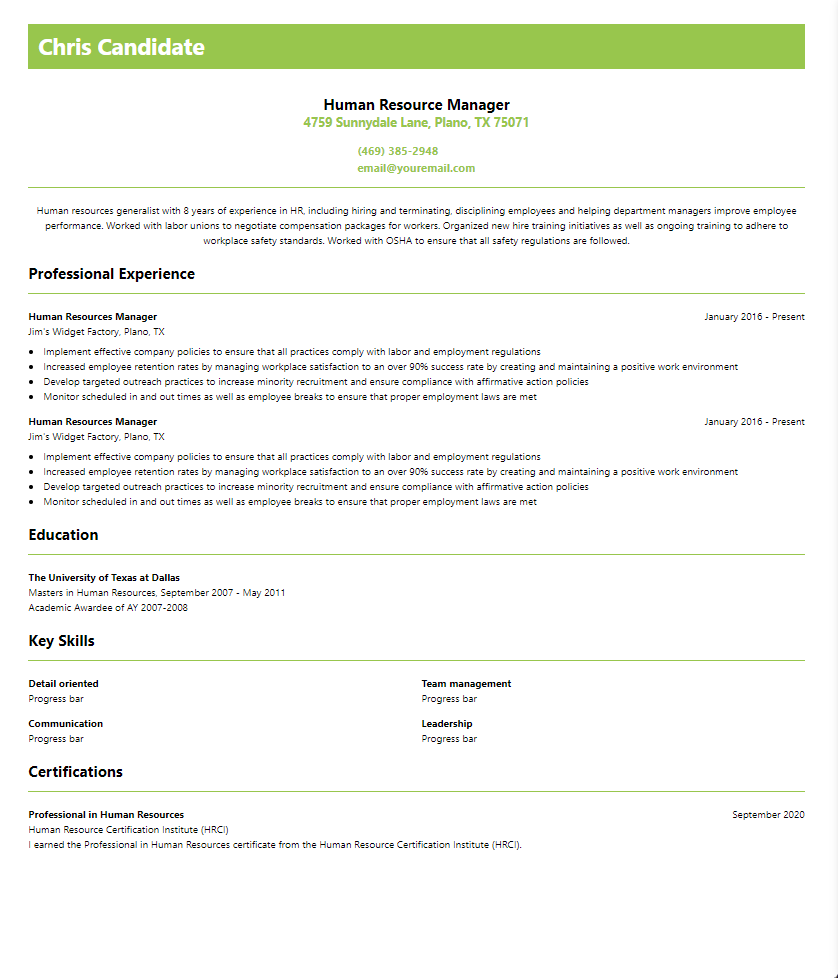 Chris Candidate
Human Resource Manager
4759 Sunnydale Lane, Plano, TX 75071
(469) 385-2948
email@youremail.com
Human resources generalist with 8 years of experience in HR, including hiring and terminating, disciplining employees and helping department managers improve employee
performance. Worked with labor unions to negotiate compensation packages for workers. Organized new hire training initiatives as well as ongoing training to adhere to
workplace safety standards. Worked with OSHA to ensure that all safety regulations are followed.
Professional Experience
Human Resources Manager January 2016 - Present
Jim's Widget Factory, Plano, TX
• Implement effective company policies to ensure that all practices comply with labor and employment regulations
• Increased employee retention rates by managing workplace satisfaction to an over 90% success rate by creating and maintaining a positive work environment
• Develop targeted outreach practices to increase minority recruitment and ensure compliance with affirmative action policies
• Monitor scheduled in and out times as well as employee breaks to ensure that proper employment laws are met
Human Resources Manager January 2016 - Present
Jim's Widget Factory, Plano, TX
• Implement effective company policies to ensure that all practices comply with labor and employment regulations
• Increased employee retention rates by managing workplace satisfaction to an over 90% success rate by creating and maintaining a positive work environment
• Develop targeted outreach practices to increase minority recruitment and ensure compliance with affirmative action policies
• Monitor scheduled in and out times as well as employee breaks to ensure that proper employment laws are met
Education
The University of Texas at Dallas
Masters in Human Resources, September 2007 - May 2011
Academic Awardee of AY 2007-2008
Key Skills
Detail oriented Team management
Progress bar Progress bar
Communication Leadership
Progress bar Progress bar
Certifications
Professional in Human Resources September 2020
Human Resource Certification Institute (HRCI)
I earned the Professional in Human Resources certificate from the Human Resource Certification Institute (HRCI).